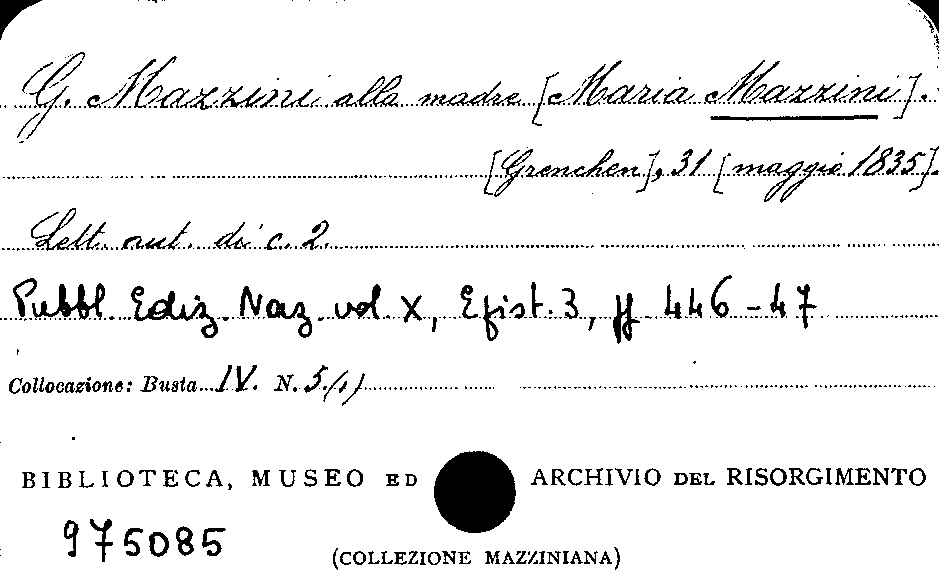 G. Mazzini alla madre [Maria Mazzini].
[Grenchen], 31 [maggio 1835].
Lett. aut. di c. 2.
Pubbl. Ediz. Naz. vol. X, Epist. 3, pp. 446-47
Collocazione: Busta IV. N. 5/1)
BIBLIOTECA, MUSEO ED ARCHIVIO DEL RISORGIMENTO
975085
(COLLEZIONE MAZZINIANA)